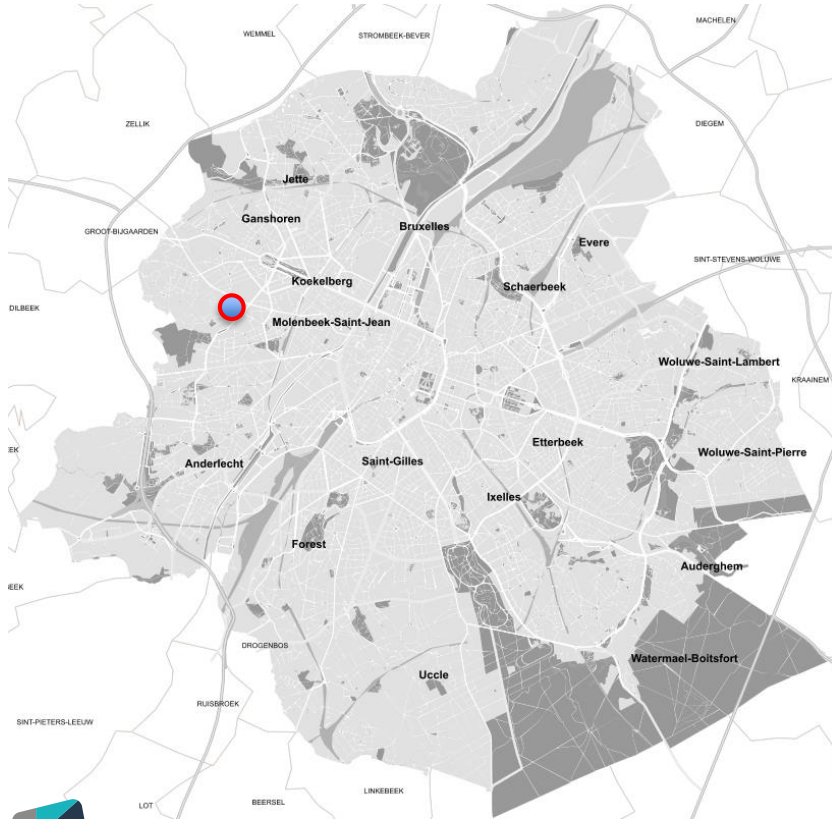 MACHELEN
WEMMEL
STROMBEEK-BEVER
ZELLIK
DIEGEM
Jette
Ganshoren
Bruxelles
GROOT-BIJGAARDEN
Evere
SINT-STEVENS-WOLUWE
Koekelberg
Schaerbeek
DILBEEK
Molenbeek-Saint-Jean
Woluwe-Saint-Lambert
KRAAINEM
Etterbeek
EK
Woluwe-Saint-Pierre
Anderlecht
Saint-Gilles
Ixelles
Forest
Auderghem
EEK
DROGENBOS
Watermael-Boitsfort
Uccle
RUISBROEK
SINT-PIETERS-LEEUW
LINKEBEEK
BEERSEL
LOT